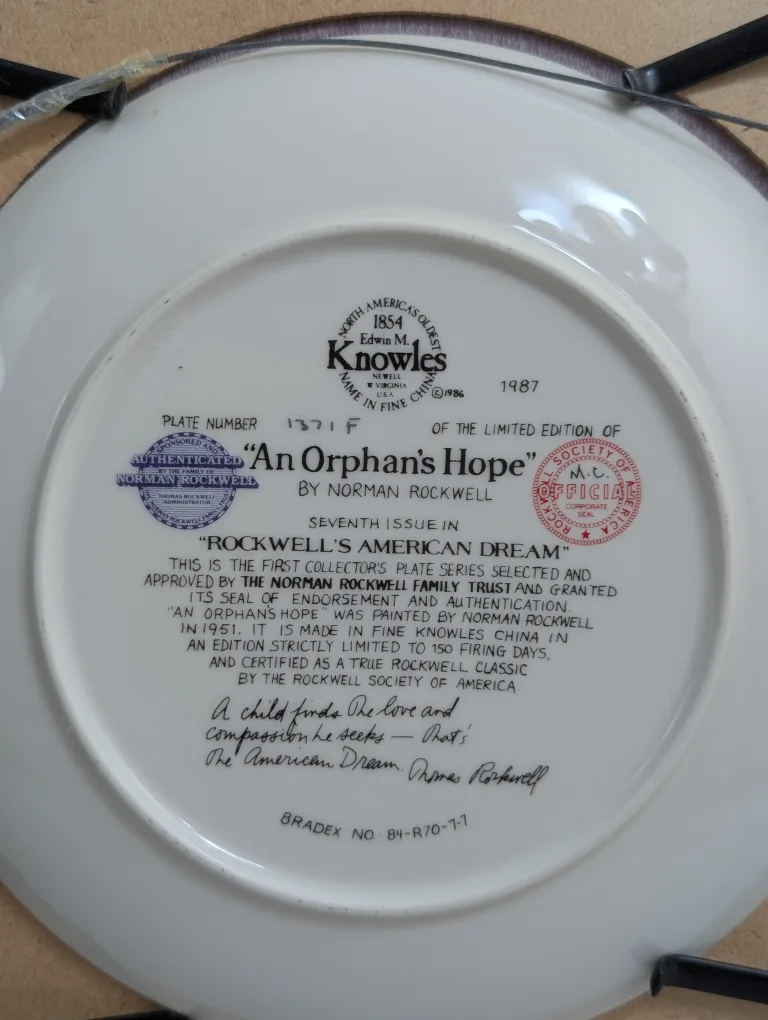 NORTH AMERICA'S OLDEST
1854
Edwin M.
Knowles
NEWELL
W VIRGINIA
U.S.A.
NAME IN FINE CHINA
©1986
1987
PLATE NUMBER 1371F OF THE LIMITED EDITION OF
SPONSORED AND
AUTHENTICATED
BY THE FAMILY OF
NORMAN ROCKWELL
THOMAS ROCKWELL
ADMINISTRATOR
"An Orphan's Hope"
BY NORMAN ROCKWELL
ROCKWELL SOCIETY OF AMERICA
M.C.
OFFICIAL
CORPORATE
SEAL
SEVENTH ISSUE IN
"ROCKWELL'S AMERICAN DREAM"
THIS IS THE FIRST COLLECTOR'S PLATE SERIES SELECTED AND
APPROVED BY THE NORMAN ROCKWELL FAMILY TRUST AND GRANTED
ITS SEAL OF ENDORSEMENT AND AUTHENTICATION.
"AN ORPHAN'S HOPE" WAS PAINTED BY NORMAN ROCKWELL
IN 1951. IT IS MADE IN FINE KNOWLES CHINA IN
AN EDITION STRICTLY LIMITED TO 150 FIRING DAYS,
AND CERTIFIED AS A TRUE ROCKWELL CLASSIC
BY THE ROCKWELL SOCIETY OF AMERICA
A child finds the love and
compassion he seeks — that's
the American Dream. Thomas Rockwell
BRADEX NO. 84-R70-7-7